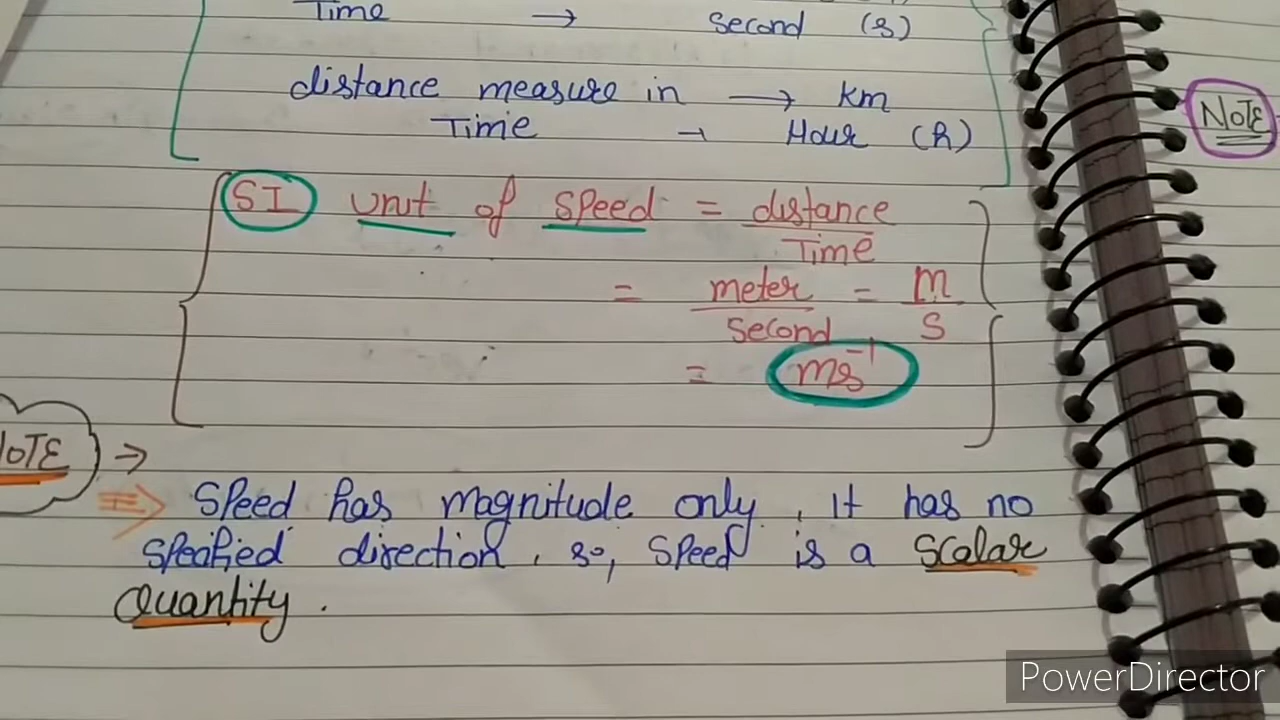 Time → Second (s)
distance measure in → km
Time → Hour (h)
NOTE
SI unit of Speed = distance
Time
= meter = m
Second s
= ms⁻¹
NOTE →
⇒ Speed has magnitude only, it has no
specified direction, so, speed is a scalar
Quantity.
PowerDirector